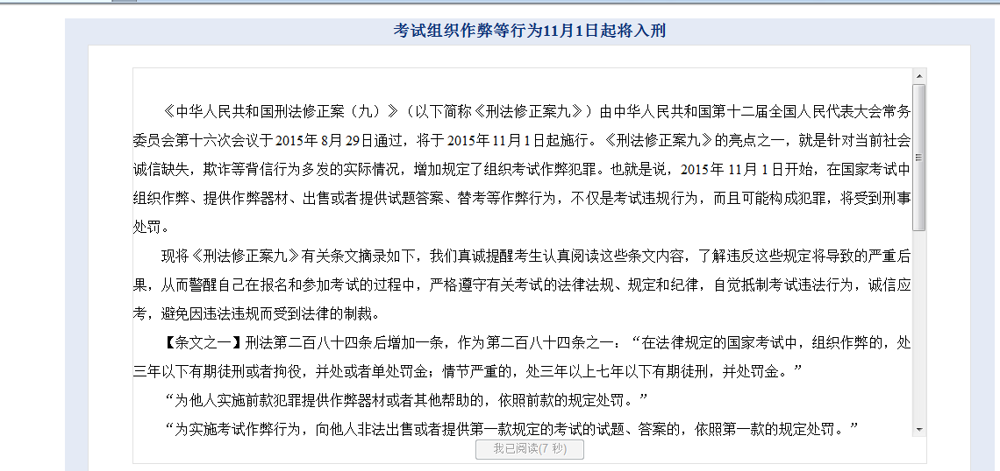 考试组织作弊等行为11月1日起将入刑
《中华人民共和国刑法修正案（九）》（以下简称《刑法修正案九》）由中华人民共和国第十二届全国人民代表大会常务
委员会第十六次会议于2015年8月29日通过，将于2015年11月1日起施行。《刑法修正案九》的亮点之一，就是针对当前社会
诚信缺失，欺诈等背信行为多发的实际情况，增加规定了组织考试作弊犯罪。也就是说，2015年 11月 1日开始，在国家考试中
组织作弊、提供作弊器材、出售或者提供试题答案、替考等作弊行为，不仅是考试违规行为，而且可能构成犯罪，将受到刑事
处罚。
现将《刑法修正案九》有关条文摘录如下，我们真诚提醒考生认真阅读这些条文内容，了解违反这些规定将导致的严重后
果，从而警醒自己在报名和参加考试的过程中，严格遵守有关考试的法律法规、规定和纪律，自觉抵制考试违法行为，诚信应
考，避免因违法违规而受到法律的制裁。
【条文之一】刑法第二百八十四条后增加一条，作为第二百八十四条之一：“在法律规定的国家考试中，组织作弊的，处
三年以下有期徒刑或者拘役，并处或者单处罚金；情节严重的，处三年以上七年以下有期徒刑，并处罚金。”
“为他人实施前款犯罪提供作弊器材或者其他帮助的，依照前款的规定处罚。”
“为实施考试作弊行为，向他人非法出售或者提供第一款规定的考试的试题、答案的，依照第一款的规定处罚。”
我已阅读(7 秒)